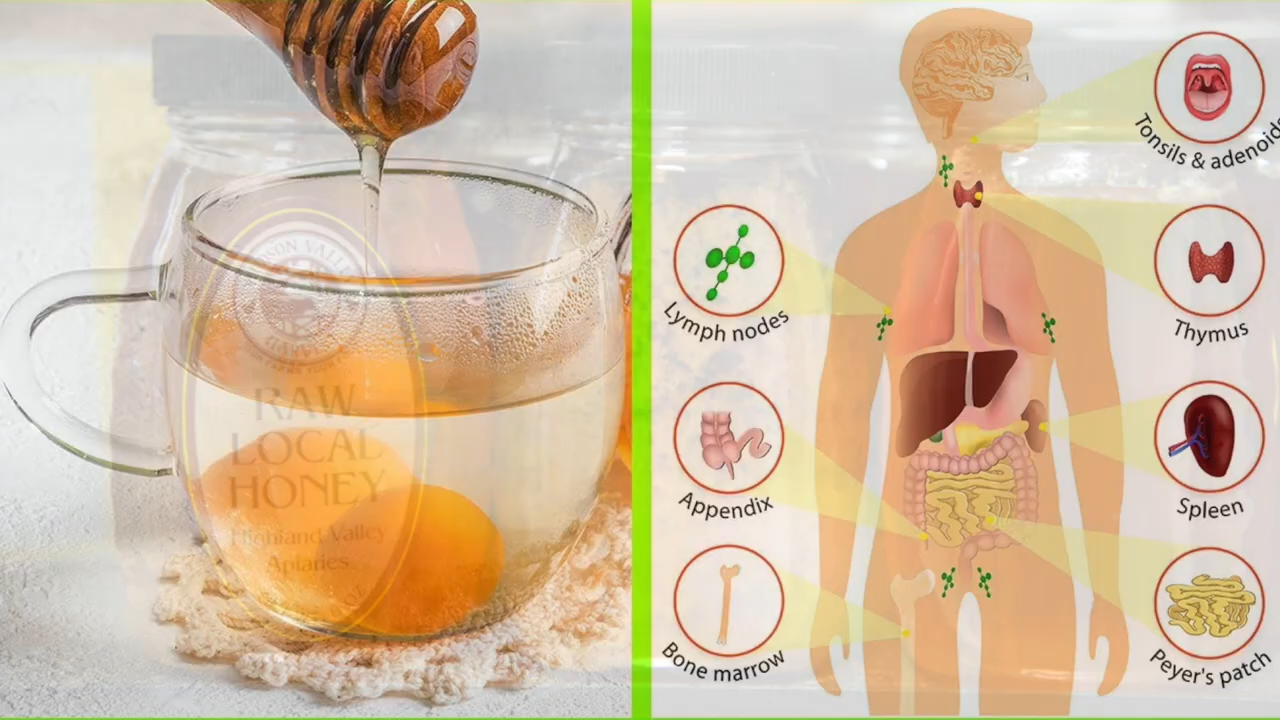 RAW
LOCAL
HONEY
Highland Valley
Apiaries
Tonsils & adenoids
Lymph nodes
Thymus
Appendix
Spleen
Bone marrow
Peyer's patch